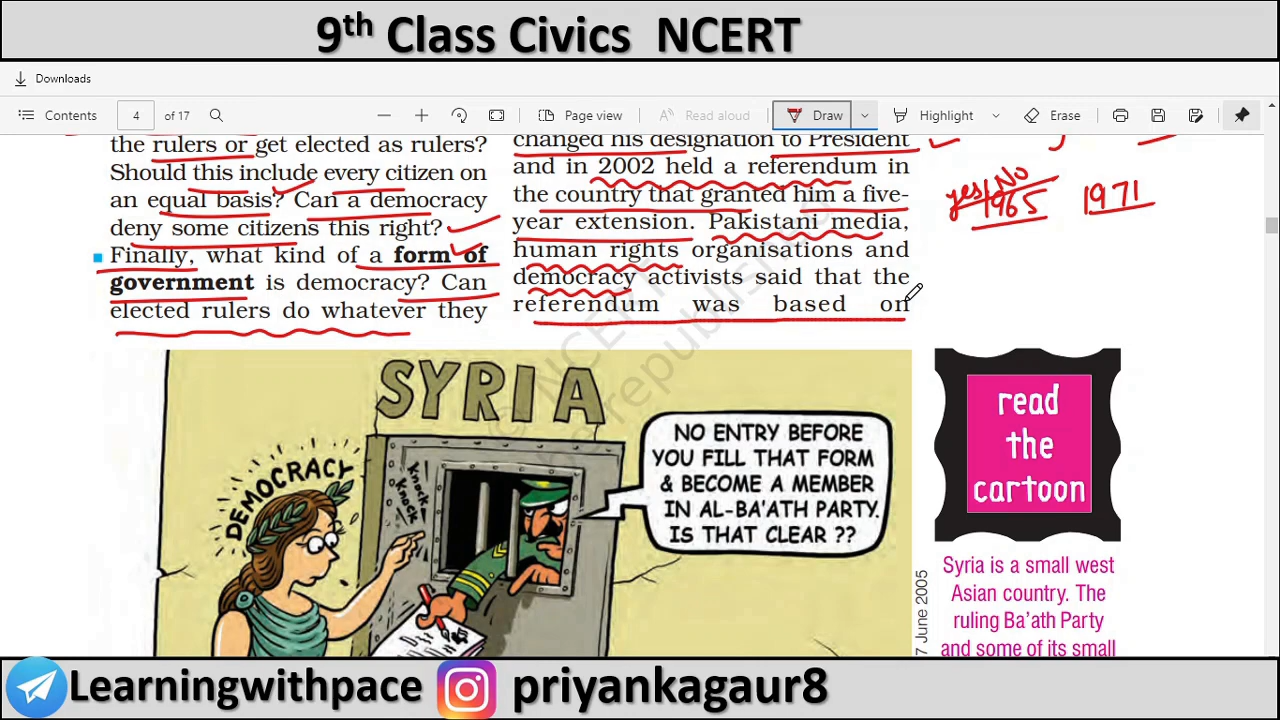 9th Class Civics NCERT
Downloads
Contents
4
of 17
Page view
Read aloud
Draw
Highlight
Erase
the rulers or get elected as rulers?
Should this include every citizen on
an equal basis? Can a democracy
deny some citizens this right?
Finally, what kind of a form of
government is democracy? Can
elected rulers do whatever they
changed his designation to President
and in 2002 held a referendum in
the country that granted him a five-
year extension. Pakistani media,
human rights organisations and
democracy activists said that the
referendum was based on
yes/No
1965
1971
SYRIA
DEMOCRACY
Knock
Knock
NO ENTRY BEFORE
YOU FILL THAT FORM
& BECOME A MEMBER
IN AL-BA'ATH PARTY.
IS THAT CLEAR ??
read
the
cartoon
Syria is a small west
Asian country. The
ruling Ba'ath Party
and some of its small
7 June 2005
© NCERT
republished
Learningwithpace
priyankagaur8